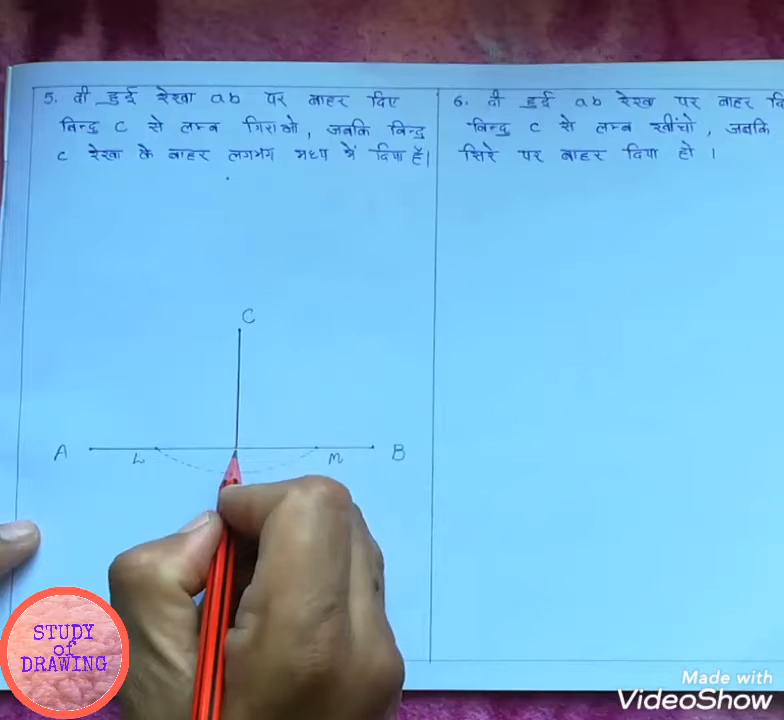 5. दी हुई रेखा ab पर बाहर दिए
बिन्दु C से लम्ब गिराओ, जबकि बिन्दु
C रेखा के बाहर लगभग मध्य में दिया है।
6. दी हुई ab रेखा पर बाहर दि
बिन्दु C से लम्ब खींचो, जबकि
सिरे पर बाहर दिया हो।
C
A
L
M
B
STUDY
of
DRAWING
Made with
VideoShow